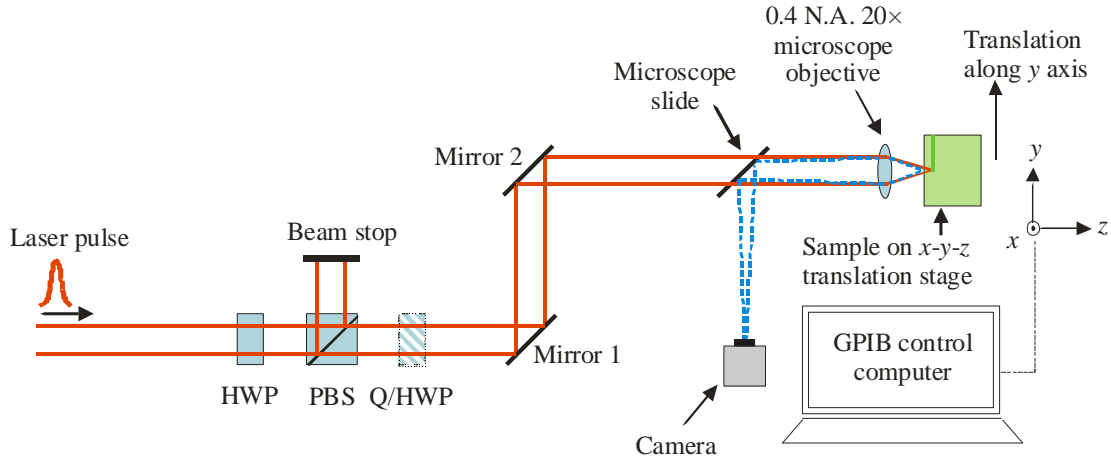 0.4 N.A. 20×
microscope
objective
Translation
along y axis
Microscope
slide
Mirror 2
y
Laser pulse
Beam stop
x
z
Sample on x-y-z
translation stage
Mirror 1
GPIB control
computer
HWP
PBS
Q/HWP
Camera